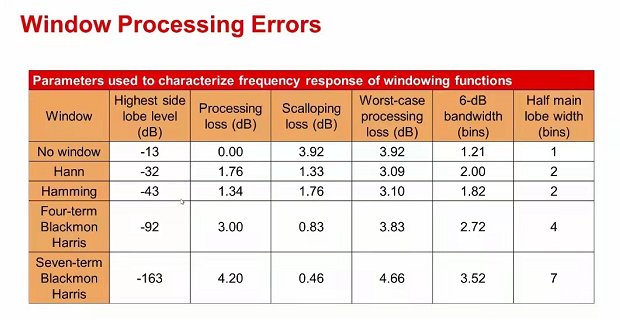 Window Processing Errors
Parameters used to characterize frequency response of windowing functions
Window Highest side lobe level (dB) Processing loss (dB) Scalloping loss (dB) Worst-case processing loss (dB) 6-dB bandwidth (bins) Half main lobe width (bins)
No window -13 0.00 3.92 3.92 1.21 1
Hann -32 1.76 1.33 3.09 2.00 2
Hamming -43 1.34 1.76 3.10 1.82 2
Four-term Blackmon Harris -92 3.00 0.83 3.83 2.72 4
Seven-term Blackmon Harris -163 4.20 0.46 4.66 3.52 7